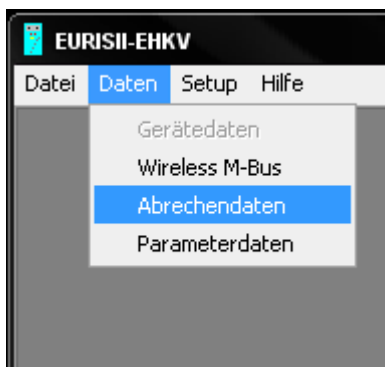 EURISII-EHKV
Datei Daten Setup Hilfe
Gerätedaten
Wireless M-Bus
Abrechendaten
Parameterdaten